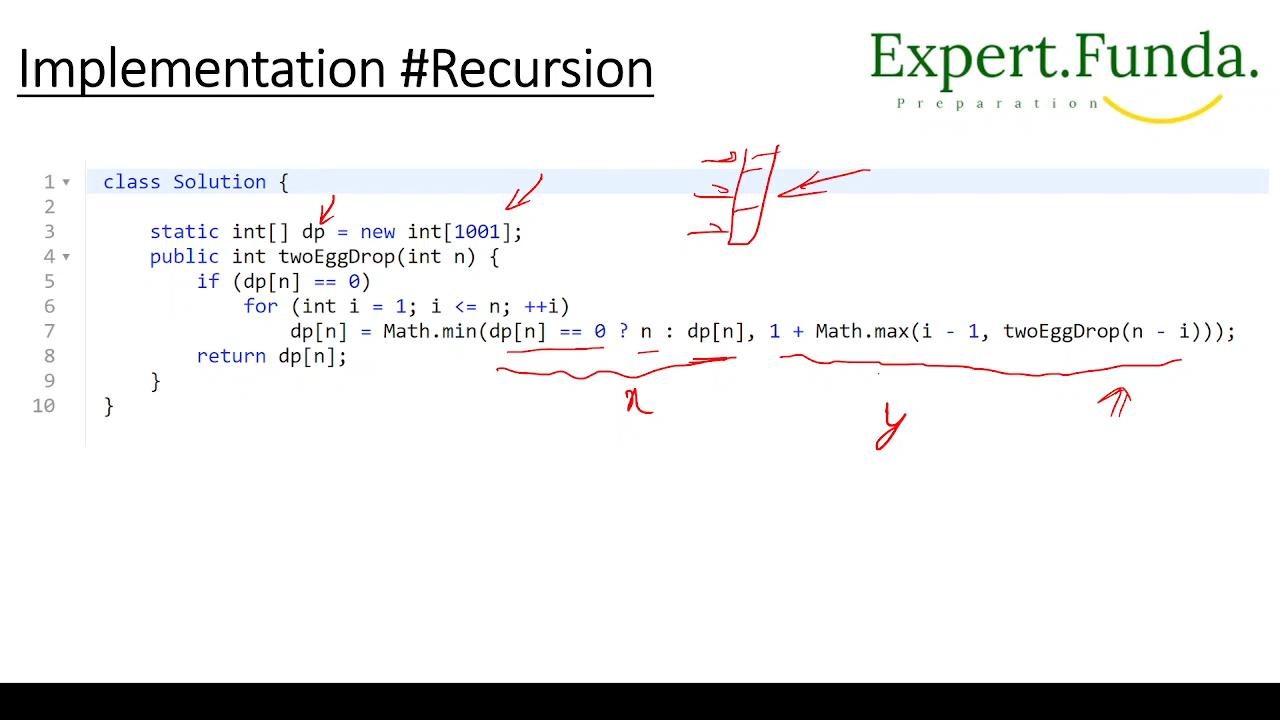 Implementation #Recursion
Expert.Funda.
Preparation
1 class Solution {
2
3 static int[] dp = new int[1001];
4 public int twoEggDrop(int n) {
5 if (dp[n] == 0)
6 for (int i = 1; i <= n; ++i)
7 dp[n] = Math.min(dp[n] == 0 ? n : dp[n], 1 + Math.max(i - 1, twoEggDrop(n - i)));
8 return dp[n];
9 }
10 }
x
y